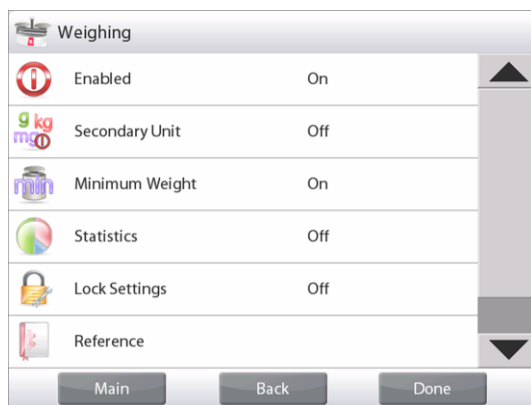 Weighing
Enabled On
g kg
mg
Secondary Unit Off
min
Minimum Weight On
Statistics Off
Lock Settings Off
Reference
Main Back Done